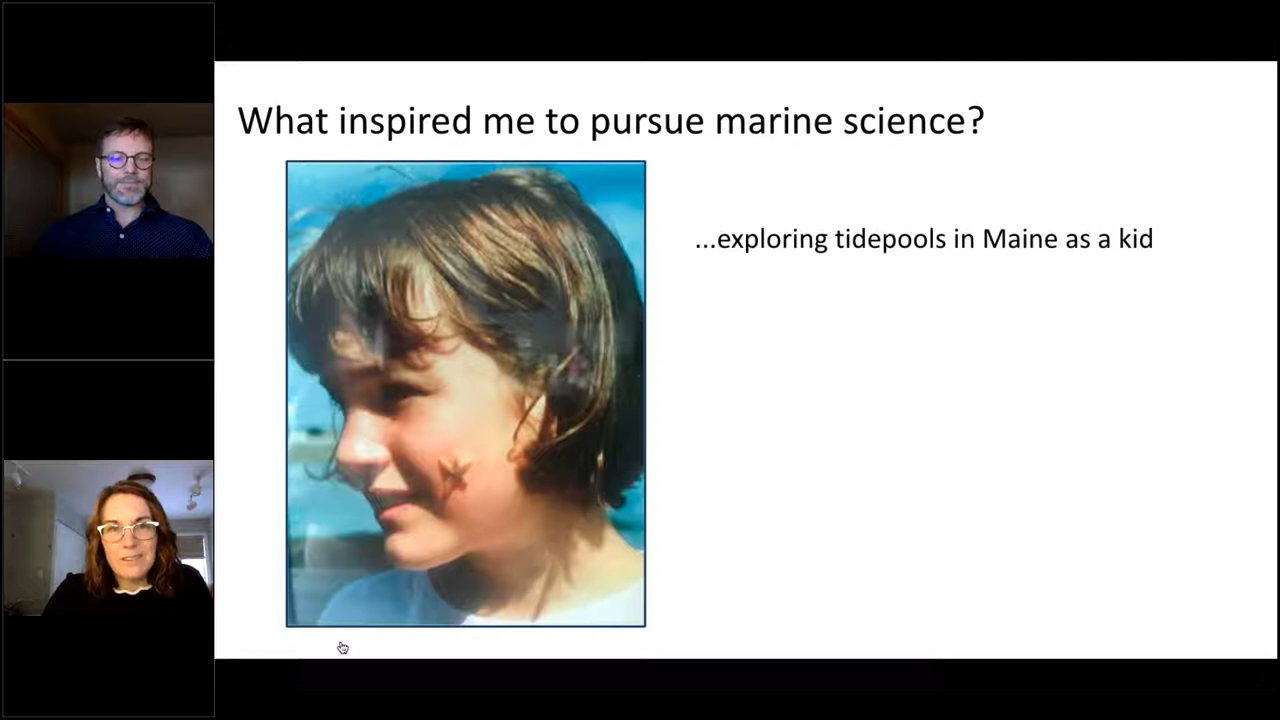 What inspired me to pursue marine science?
...exploring tidepools in Maine as a kid